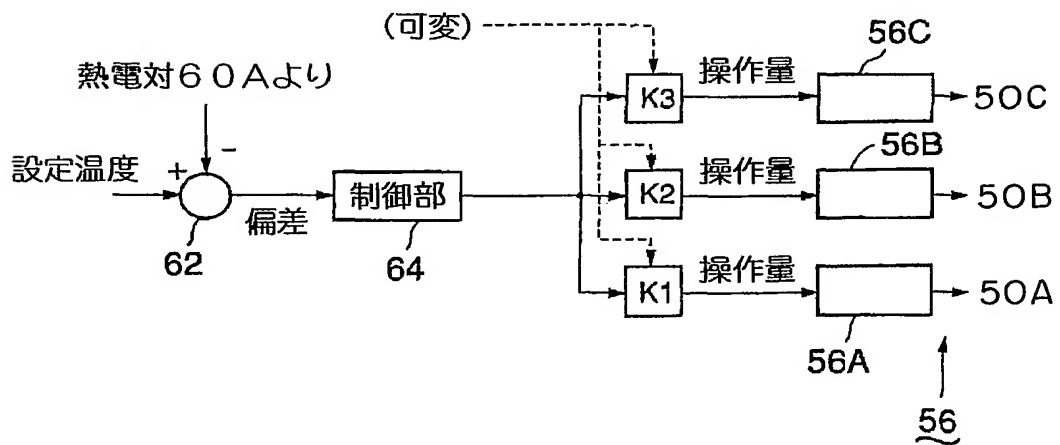 (可変)
56C
熱電対60Aより
K3
操作量
50C
56B
設定温度
+
-
制御部
K2
操作量
50B
62
偏差
64
K1
操作量
50A
56A
56